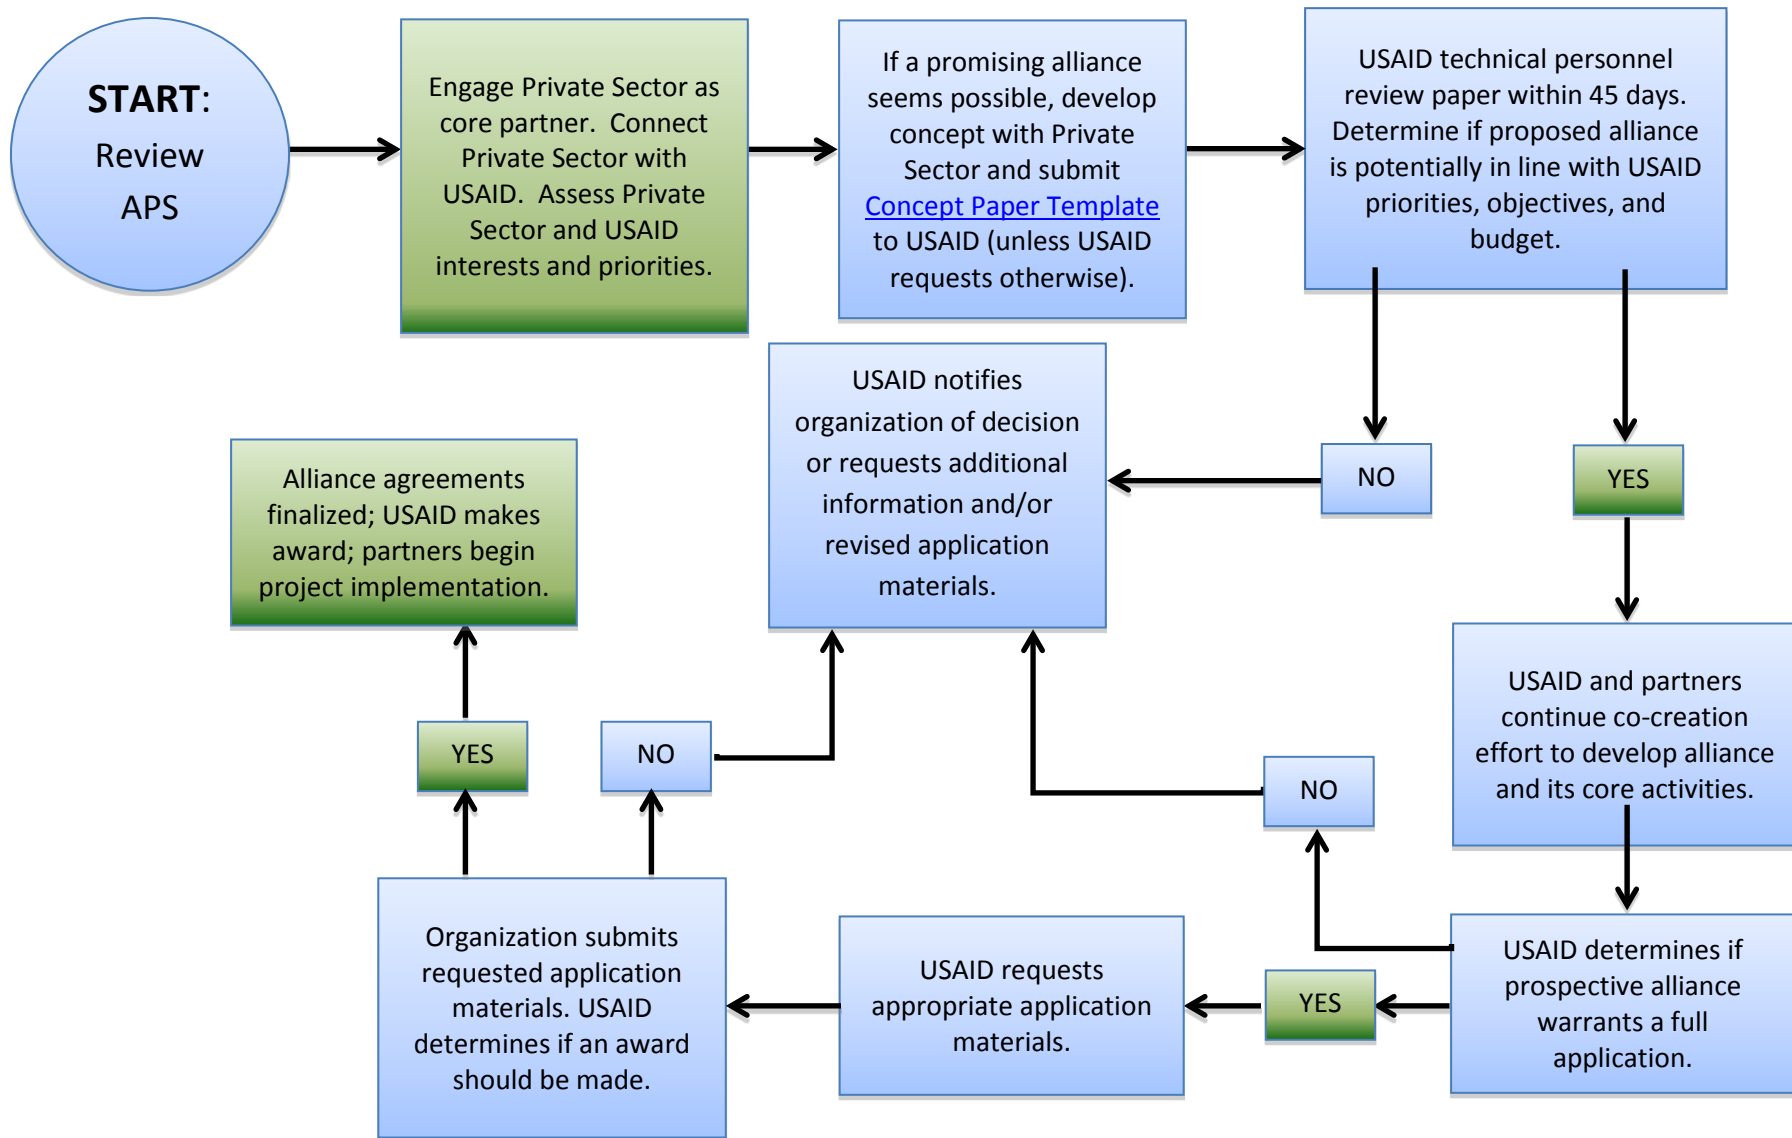 START:
Review
APS
Engage Private Sector as
core partner.  Connect
Private Sector with
USAID.  Assess Private
Sector and USAID
interests and priorities.
If a promising alliance
seems possible, develop
concept with Private
Sector and submit
Concept Paper Template
to USAID (unless USAID
requests otherwise).
USAID technical personnel
review paper within 45 days.
Determine if proposed alliance
is potentially in line with USAID
priorities, objectives, and
budget.
NO
YES
USAID notifies
organization of decision
or requests additional
information and/or
revised application
materials.
Alliance agreements
finalized; USAID makes
award; partners begin
project implementation.
USAID and partners
continue co-creation
effort to develop alliance
and its core activities.
YES
NO
NO
USAID determines if
prospective alliance
warrants a full
application.
YES
USAID requests
appropriate application
materials.
Organization submits
requested application
materials. USAID
determines if an award
should be made.